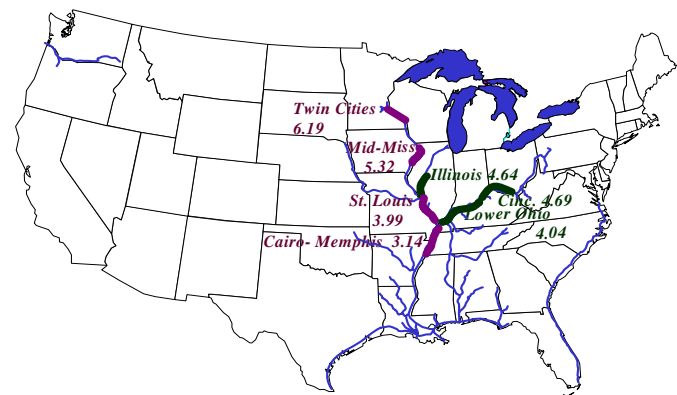 Twin Cities
6.19
Mid-Miss
5.32
Illinois 4.64
St. Louis
3.99
Cinc. 4.69
Lower Ohio
4.04
Cairo- Memphis 3.14